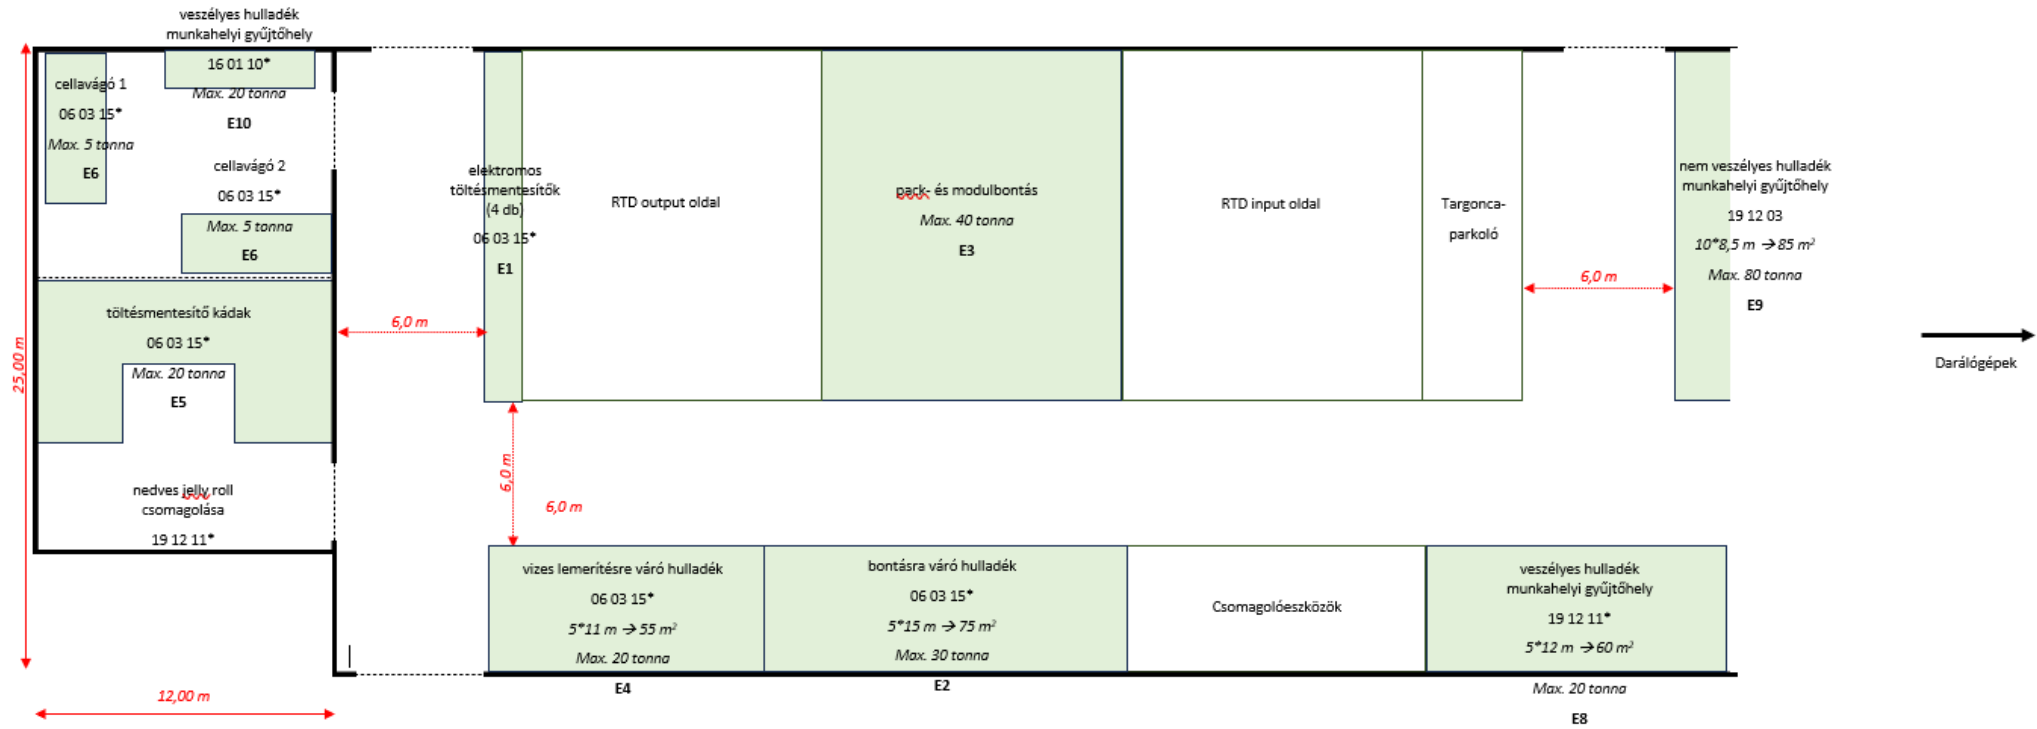 veszélyes hulladék
munkahelyi gyűjtőhely
16 01 10*
Max. 20 tonna
E10
cellavágó 1
06 03 15*
Max. 5 tonna
E6
cellavágó 2
06 03 15*
Max. 5 tonna
E6
töltésmentesítő kádak
06 03 15*
Max. 20 tonna
E5
nedves jelly roll
csomagolása
19 12 11*
25,00 m
12,00 m
6,0 m
elektromos
töltésmentesítők
(4 db)
06 03 15*
E1
RTD output oldal
pack- és modulbontás
Max. 40 tonna
E3
RTD input oldal
Targonca-
parkoló
6,0 m
nem veszélyes hulladék
munkahelyi gyűjtőhely
19 12 03
10*8,5 m → 85 m²
Max. 80 tonna
E9
Darálógépek
6,0 m
6,0 m
vizes lemerítésre váró hulladék
06 03 15*
5*11 m → 55 m²
Max. 20 tonna
E4
bontásra váró hulladék
06 03 15*
5*15 m → 75 m²
Max. 30 tonna
E2
Csomagolóeszközök
veszélyes hulladék
munkahelyi gyűjtőhely
19 12 11*
5*12 m → 60 m²
Max. 20 tonna
E8